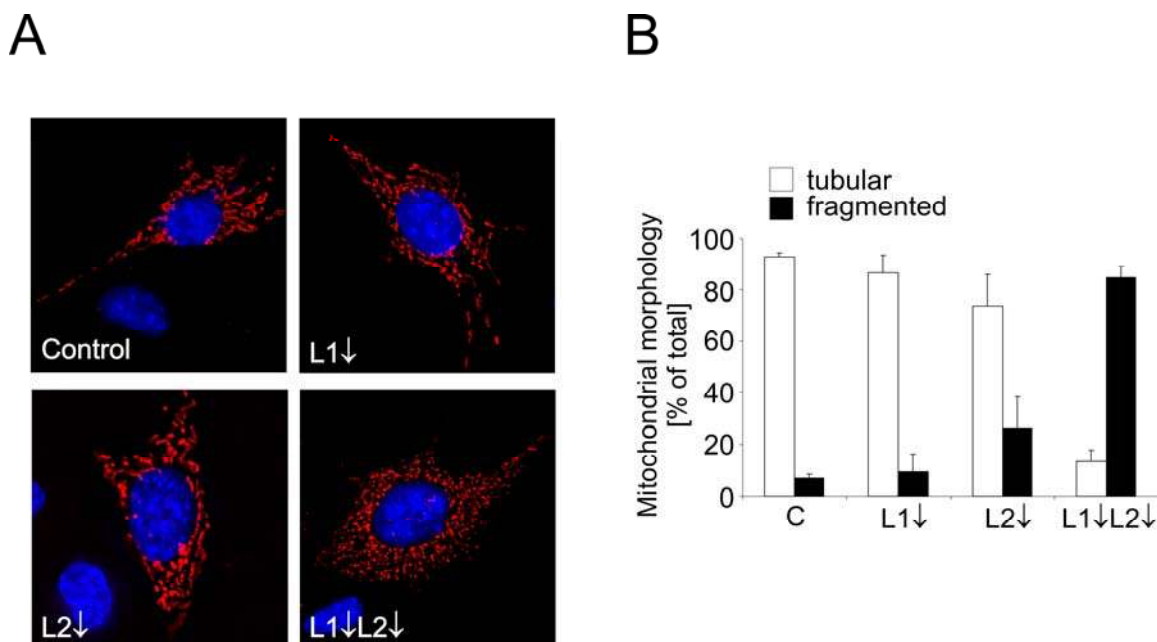 A
Control
L1↓
L2↓
L1↓L2↓
B
tubular
fragmented
Mitochondrial morphology
[% of total]
100
80
60
40
20
0
C
L1↓
L2↓
L1↓L2↓